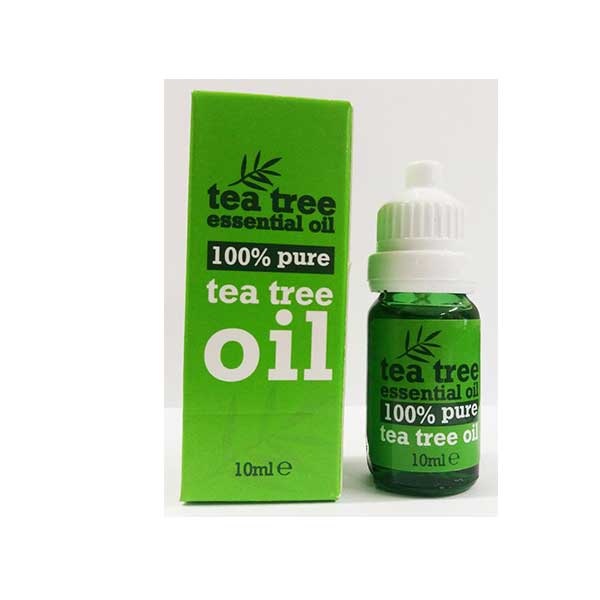 tea tree
essential oil
100% pure
tea tree
oil
10ml ℮
tea tree
essential oil
100% pure
tea tree oil
10ml ℮